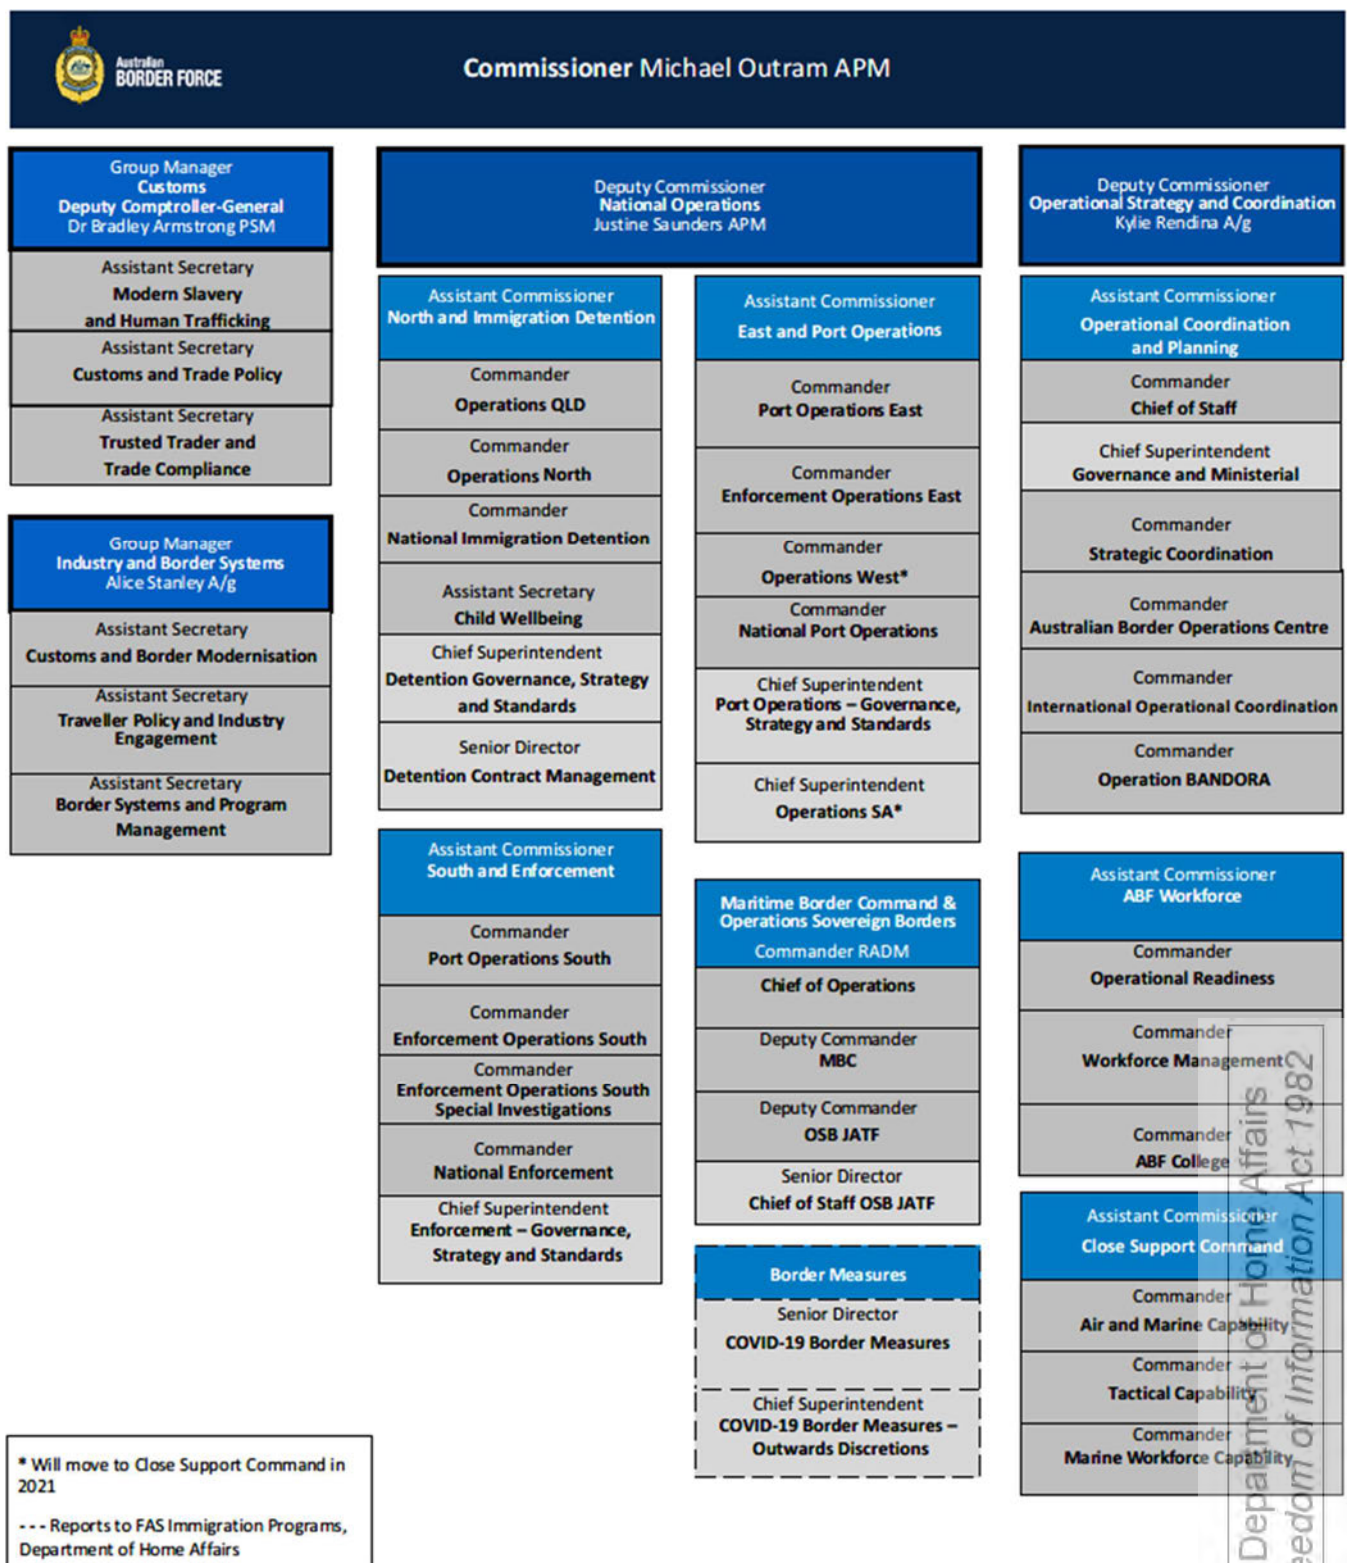 Australian
BORDER FORCE
Commissioner Michael Outram APM
Group Manager
Customs
Deputy Comptroller-General
Dr Bradley Armstrong PSM
Assistant Secretary
Modern Slavery
and Human Trafficking
Assistant Secretary
Customs and Trade Policy
Assistant Secretary
Trusted Trader and
Trade Compliance
Group Manager
Industry and Border Systems
Alice Stanley A/g
Assistant Secretary
Customs and Border Modernisation
Assistant Secretary
Traveller Policy and Industry
Engagement
Assistant Secretary
Border Systems and Program
Management
Deputy Commissioner
National Operations
Justine Saunders APM
Assistant Commissioner
North and Immigration Detention
Commander
Operations QLD
Commander
Operations North
Commander
National Immigration Detention
Assistant Secretary
Child Wellbeing
Chief Superintendent
Detention Governance, Strategy
and Standards
Senior Director
Detention Contract Management
Assistant Commissioner
South and Enforcement
Commander
Port Operations South
Commander
Enforcement Operations South
Commander
Enforcement Operations South
Special Investigations
Commander
National Enforcement
Chief Superintendent
Enforcement – Governance,
Strategy and Standards
Assistant Commissioner
East and Port Operations
Commander
Port Operations East
Commander
Enforcement Operations East
Commander
Operations West*
Commander
National Port Operations
Chief Superintendent
Port Operations – Governance,
Strategy and Standards
Chief Superintendent
Operations SA*
Maritime Border Command &
Operations Sovereign Borders
Commander RADM
Chief of Operations
Deputy Commander
MBC
Deputy Commander
OSB JATF
Senior Director
Chief of Staff OSB JATF
Border Measures
Senior Director
COVID-19 Border Measures
Chief Superintendent
COVID-19 Border Measures –
Outwards Discretions
Deputy Commissioner
Operational Strategy and Coordination
Kylie Rendina A/g
Assistant Commissioner
Operational Coordination
and Planning
Commander
Chief of Staff
Chief Superintendent
Governance and Ministerial
Commander
Strategic Coordination
Commander
Australian Border Operations Centre
Commander
International Operational Coordination
Commander
Operation BANDORA
Assistant Commissioner
ABF Workforce
Commander
Operational Readiness
Commander
Workforce Management
Commander
ABF College
Assistant Commissioner
Close Support Command
Commander
Air and Marine Capability
Commander
Tactical Capability
Commander
Marine Workforce Capability
* Will move to Close Support Command in
2021
- - - Reports to FAS Immigration Programs,
Department of Home Affairs
Department of Home Affairs
of Information Act 1982